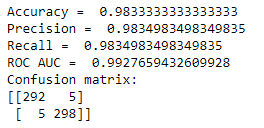 Accuracy =  0.9833333333333333
Precision =  0.9834983498349835
Recall =  0.9834983498349835
ROC AUC =  0.9927659432609928
Confusion matrix:
[[292   5]
 [  5 298]]